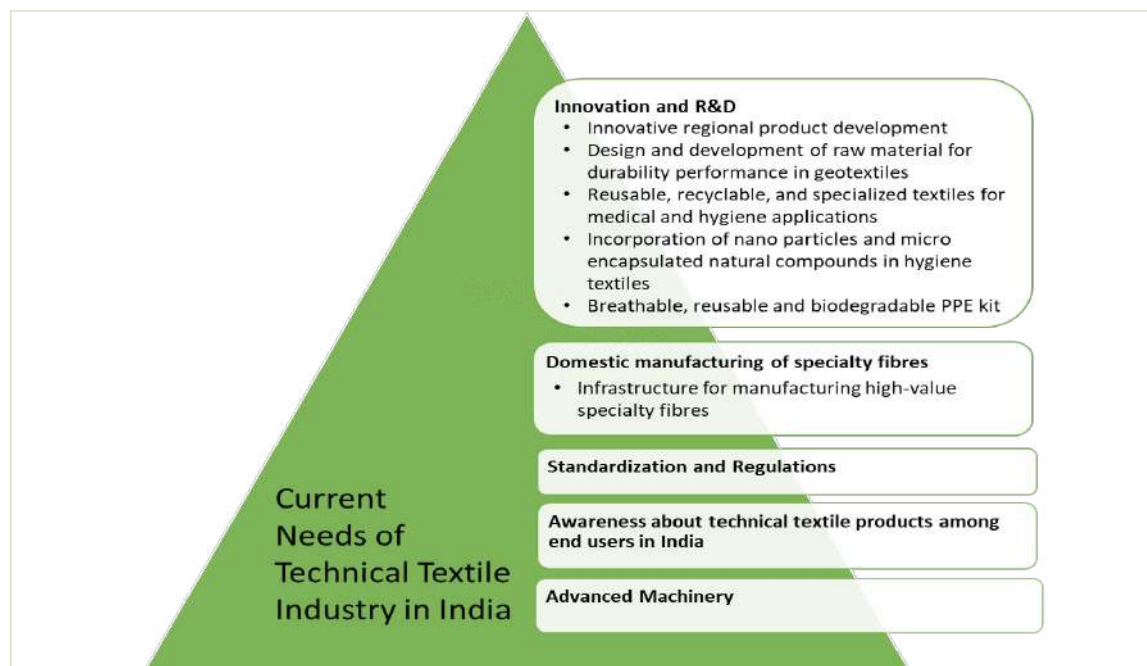 Innovation and R&D
• Innovative regional product development
• Design and development of raw material for
durability performance in geotextiles
• Reusable, recyclable, and specialized textiles for
medical and hygiene applications
• Incorporation of nano particles and micro
encapsulated natural compounds in hygiene
textiles
• Breathable, reusable and biodegradable PPE kit
Domestic manufacturing of specialty fibres
• Infrastructure for manufacturing high-value
specialty fibres
Standardization and Regulations
Awareness about technical textile products among
end users in India
Advanced Machinery
Current
Needs of
Technical Textile
Industry in India